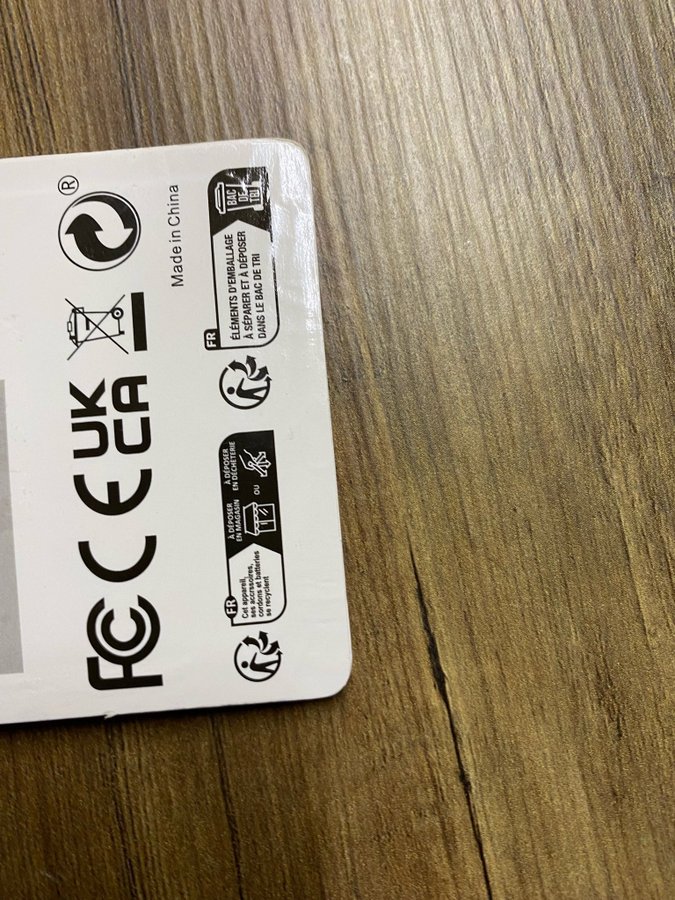 FC CE UK
CA
®
Made in China
FR
Cet appareil,
ses accessoires,
cordons et batteries
se recyclent
À DÉPOSER
EN MAGASIN
OU
À DÉPOSER
EN DÉCHÈTERIE
FR
ÉLÉMENTS D'EMBALLAGE
À SÉPARER ET À DÉPOSER
DANS LE BAC DE TRI
BAC
DE
TRI